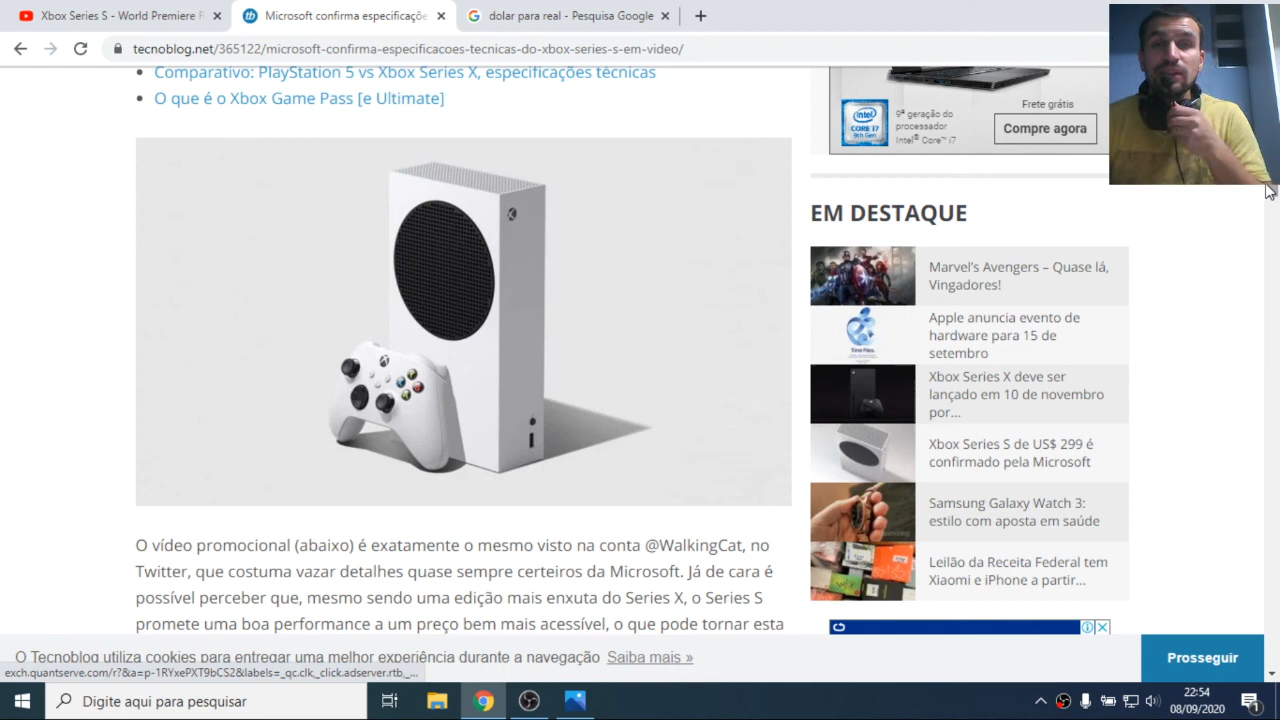 Xbox Series S - World Premiere R
Microsoft confirma especificaçõe
dolar para real - Pesquisa Google
tecnoblog.net/365122/microsoft-confirma-especificacoes-tecnicas-do-xbox-series-s-em-video/
Comparativo: PlayStation 5 vs Xbox Series X, especificações técnicas
O que é o Xbox Game Pass [e Ultimate]
O vídeo promocional (abaixo) é exatamente o mesmo visto na conta @WalkingCat, no
Twitter, que costuma vazar detalhes quase sempre certeiros da Microsoft. Já de cara é
possível perceber que, mesmo sendo uma edição mais enxuta do Series X, o Series S
promete uma boa performance a um preço bem mais acessível, o que pode tornar esta
intel
CORE i7
9th Gen
9ª geração do
processador
Intel® Core™ i7
Frete grátis
Compre agora
EM DESTAQUE
Marvel's Avengers – Quase lá,
Vingadores!
Apple anuncia evento de
hardware para 15 de
setembro
Xbox Series X deve ser
lançado em 10 de novembro
por...
Xbox Series S de US$ 299 é
confirmado pela Microsoft
Samsung Galaxy Watch 3:
estilo com aposta em saúde
Leilão da Receita Federal tem
Xiaomi e iPhone a partir...
O Tecnoblog utiliza cookies para entregar uma melhor experiência durante a navegação Saiba mais »
Prosseguir
exch.quantserve.com/r?&a=p-1RYxePXT9bCS2&labels=_qc.clk,_click.adserver.rtb,_...
Digite aqui para pesquisar
22:54
08/09/2020
1